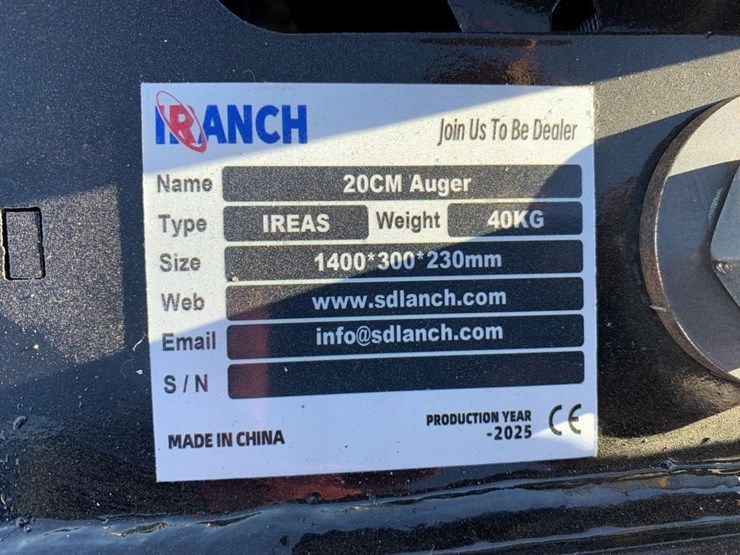 IRANCH
Join Us To Be Dealer
Name 20CM Auger
Type IREAS Weight 40KG
Size 1400*300*230mm
Web www.sdlanch.com
Email info@sdlanch.com
S/N
MADE IN CHINA
PRODUCTION YEAR
-2025
CE